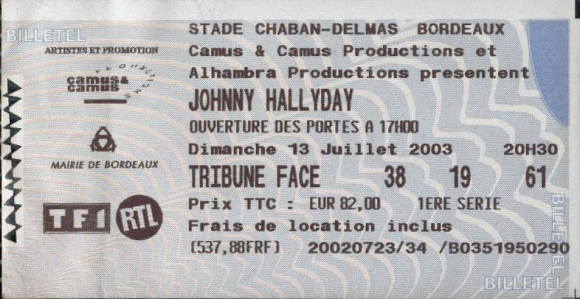 BILLETEL
STADE CHABAN-DELMAS BORDEAUX
ARTISTES ET PROMOTION
Camus & Camus Productions et
Alhambra Productions presentent
camus&
camus
PRODUCTIONS
JOHNNY HALLYDAY
OUVERTURE DES PORTES A 17H00
BILLETEL
Dimanche 13 Juillet 2003 20H30
MAIRIE DE BORDEAUX
TRIBUNE FACE 38 19 61
Prix TTC : EUR 82,00 1ERE SERIE
TF1 RTL
Frais de location inclus
(537,88FRF) 20020723/34 /B0351950290
BILLETEL
BILLETEL